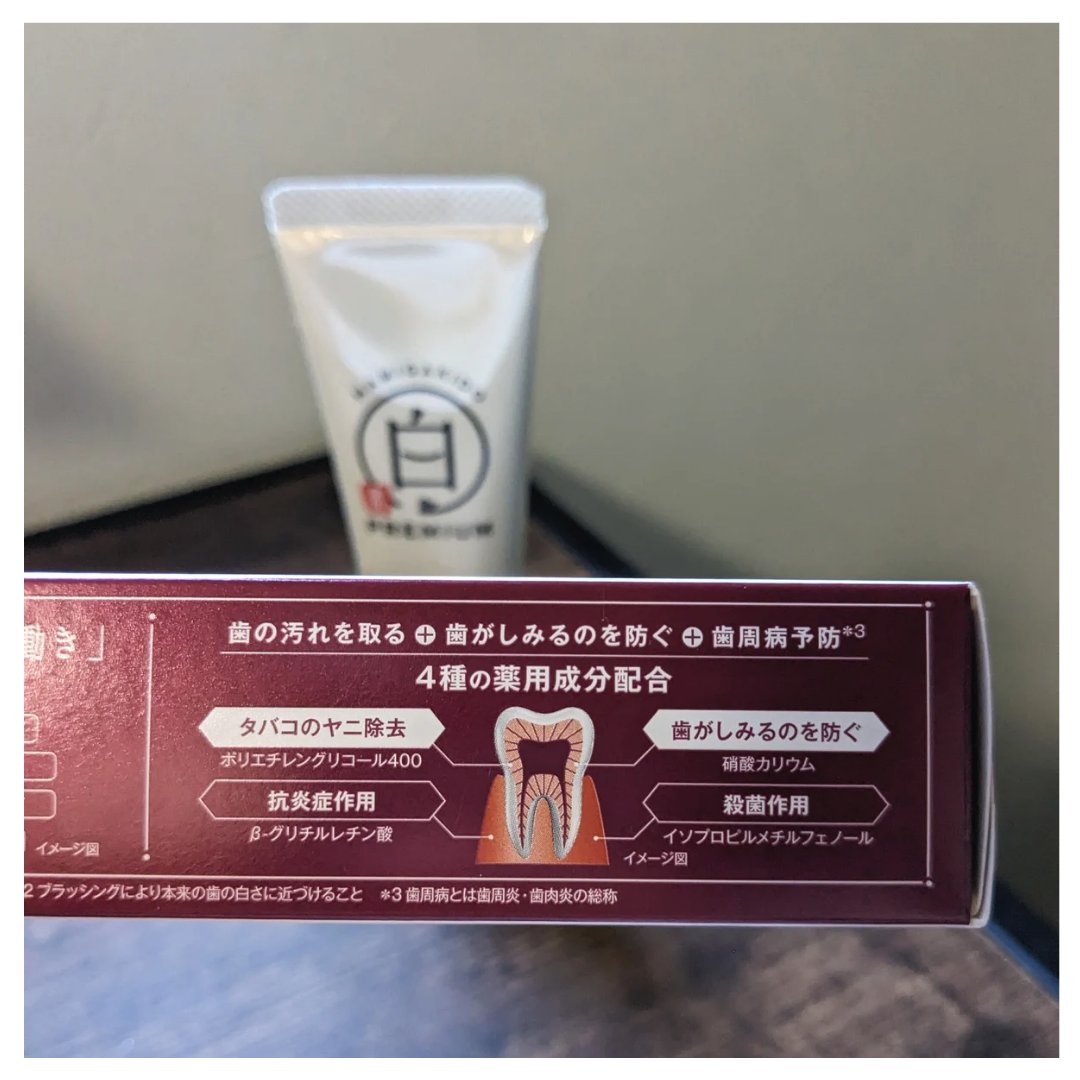 白
PREMIUM
動き」
歯の汚れを取る＋歯がしみるのを防ぐ＋歯周病予防*3
4種の薬用成分配合
タバコのヤニ除去
ポリエチレングリコール400
歯がしみるのを防ぐ
硝酸カリウム
抗炎症作用
β-グリチルレチン酸
殺菌作用
イソプロピルメチルフェノール
イメージ図
イメージ図
2 ブラッシングにより本来の歯の白さに近づけること *3 歯周病とは歯周炎・歯肉炎の総称